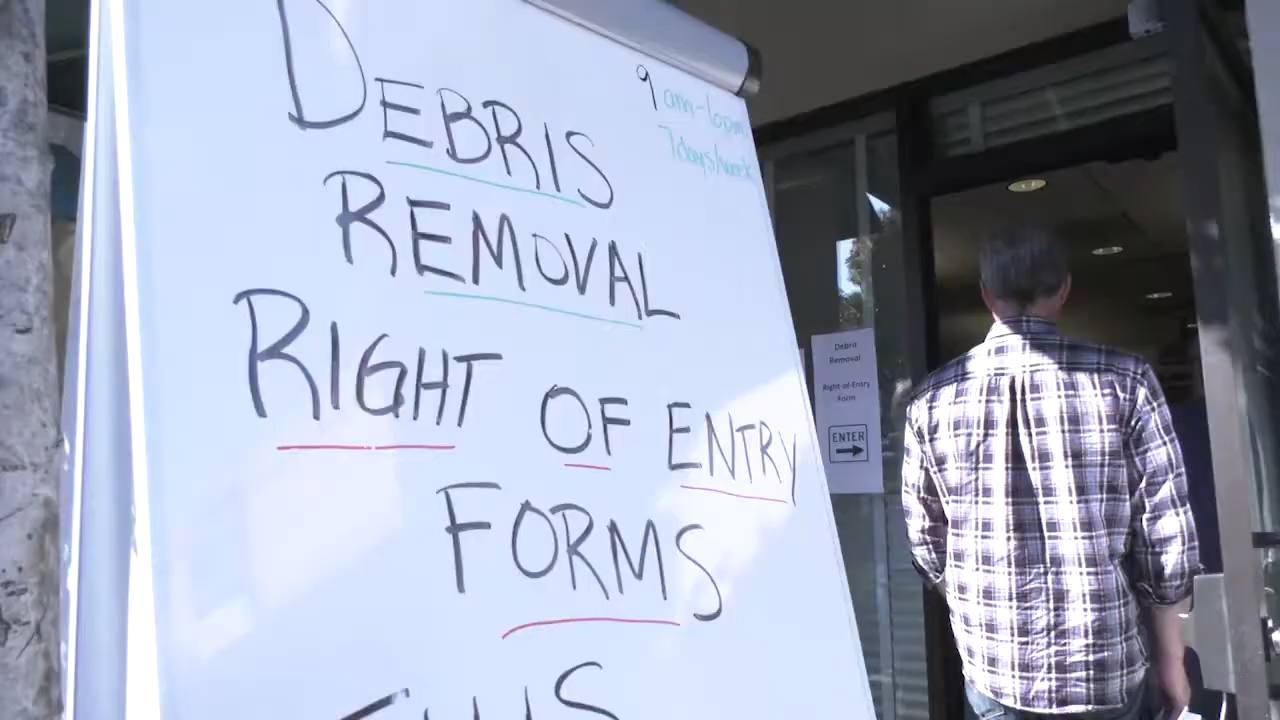 DEBRIS
REMOVAL
RIGHT OF ENTRY
FORMS
9am-6pm
7days/week
Debris
Removal
Right-of-Entry
Form
ENTER